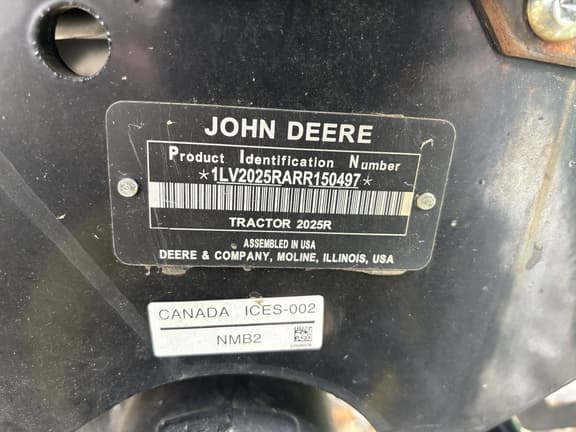 JOHN DEERE
Product Identification Number
*1LV2025RARR150497*
TRACTOR 2025R
ASSEMBLED IN USA
DEERE & COMPANY, MOLINE, ILLINOIS, USA
CANADA ICES-002
NMB2